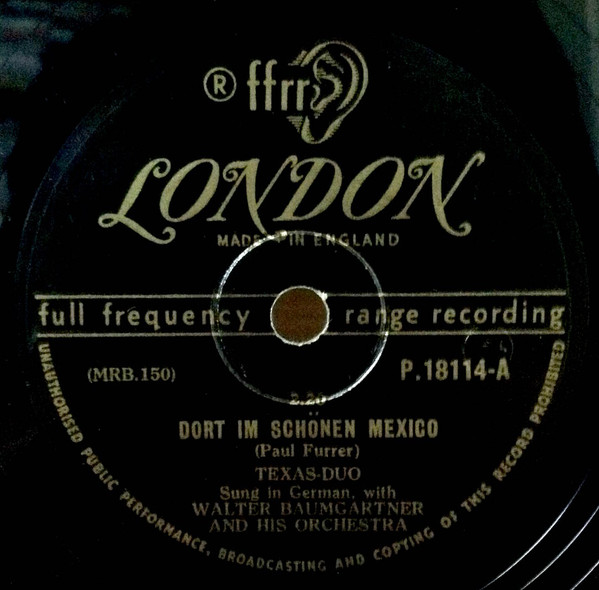 ® ffrr
LONDON
MADE IN ENGLAND
full frequency range recording
(MRB.150)
P.18114-A
2.20
DORT IM SCHÖNEN MEXICO
(Paul Furrer)
TEXAS-DUO
Sung in German, with
WALTER BAUMGARTNER
AND HIS ORCHESTRA
UNAUTHORISED PUBLIC PERFORMANCE, BROADCASTING AND COPYING OF THIS RECORD PROHIBITED